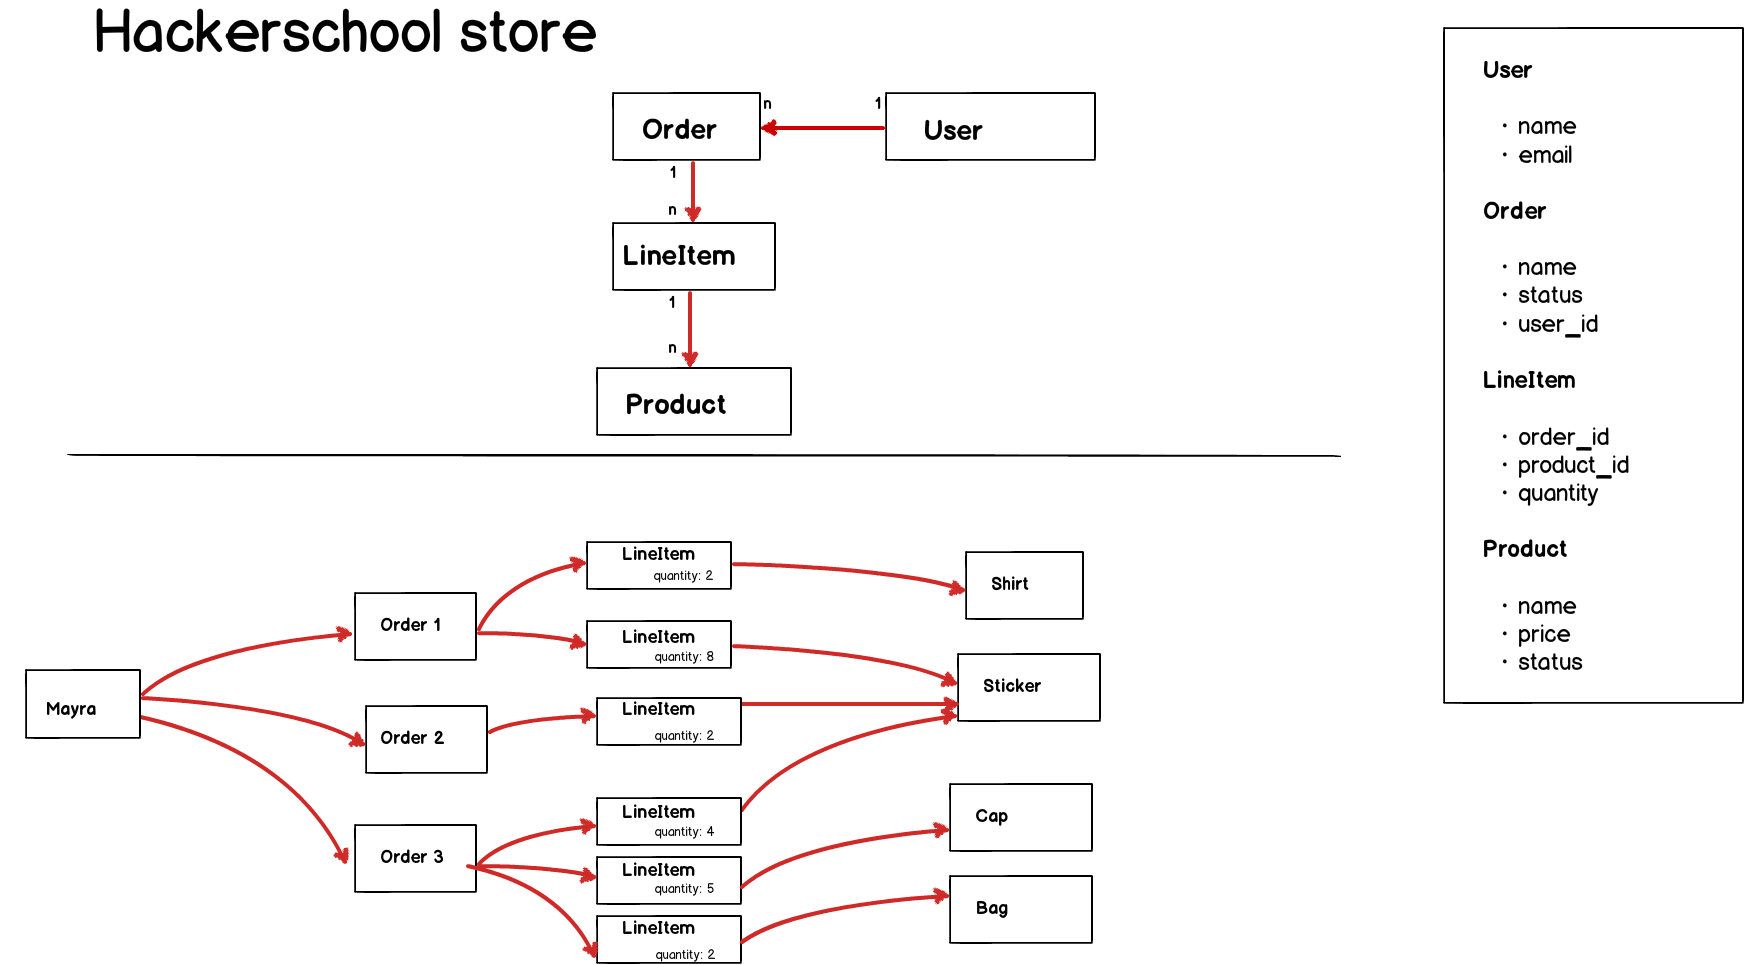 Hackerschool store
n
1
Order
User
1
n
LineItem
1
n
Product
Mayra
Order 1
Order 2
Order 3
LineItem
quantity: 2
LineItem
quantity: 8
LineItem
quantity: 2
LineItem
quantity: 4
LineItem
quantity: 5
LineItem
quantity: 2
Shirt
Sticker
Cap
Bag
User
· name
· email
Order
· name
· status
· user_id
LineItem
· order_id
· product_id
· quantity
Product
· name
· price
· status